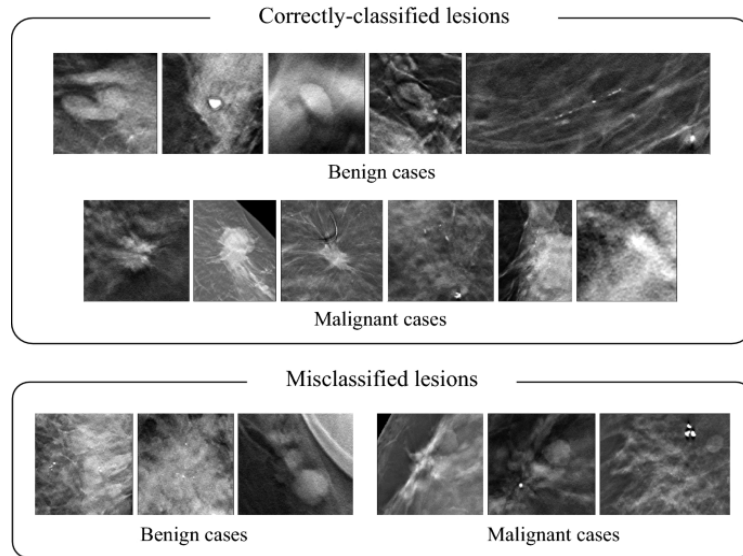 Correctly-classified lesions
Benign cases
Malignant cases
Misclassified lesions
Benign cases
Malignant cases